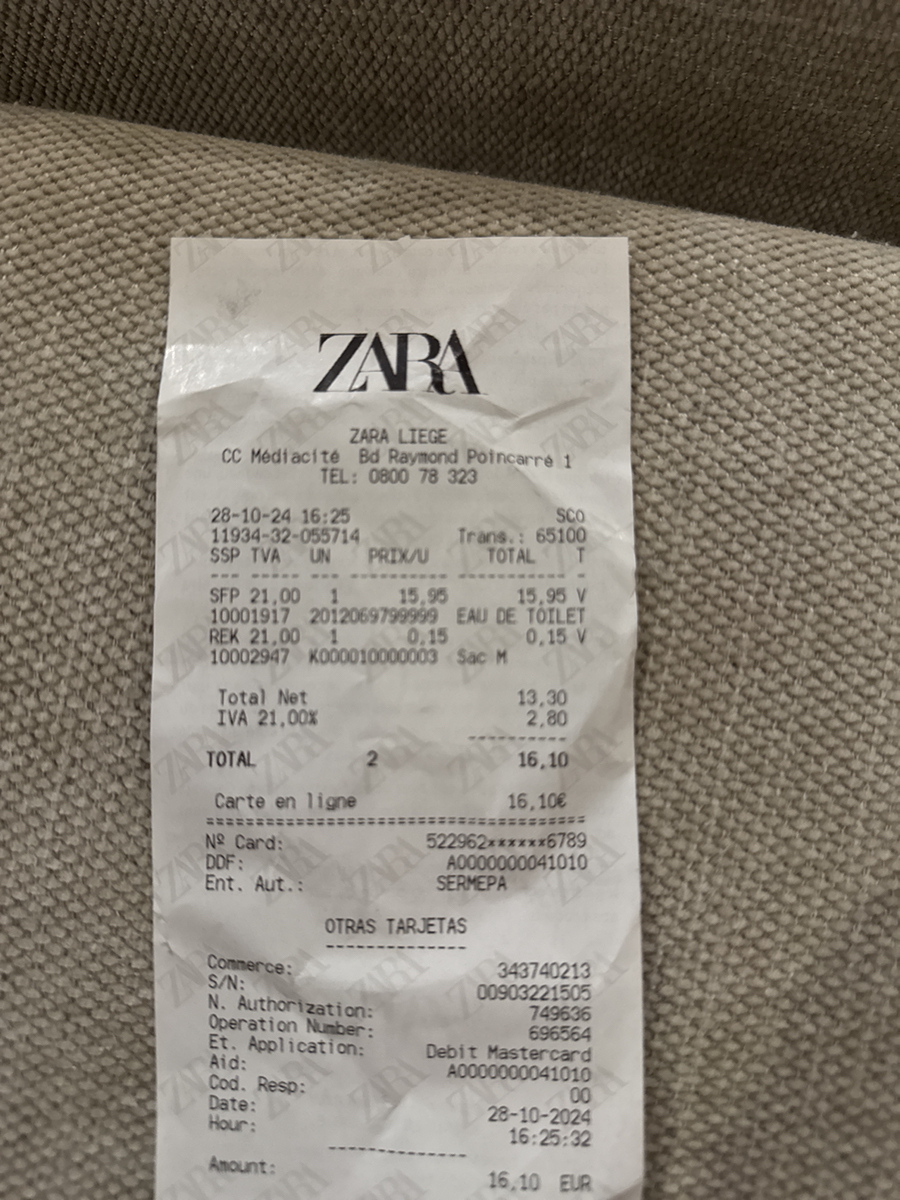 ZARA
ZARA LIEGE
CC Médiacité Bd Raymond Poincarré 1
TEL: 0800 78 323
28-10-24 16:25 SCO
11934-32-055714 Trans.: 65100
SSP TVA UN PRIX/U TOTAL T
--- ----- --- ---------- ----------- -
SFP 21,00 1 15,95 15,95 V
10001917 2012069799999 EAU DE TOILET
REK 21,00 1 0,15 0,15 V
10002947 K000010000003 Sac M
Total Net 13,30
IVA 21,00% 2,80
----------
TOTAL 2 16,10
Carte en ligne 16,10€
======================================
Nº Card: 522962******6789
DDF: A0000000041010
Ent. Aut.: SERMEPA
OTRAS TARJETAS
--------------
Commerce: 343740213
S/N: 00903221505
N. Authorization: 749636
Operation Number: 696564
Et. Application: Debit Mastercard
Aid: A0000000041010
Cod. Resp: 00
Date: 28-10-2024
Hour: 16:25:32
--------------
Amount: 16,10 EUR